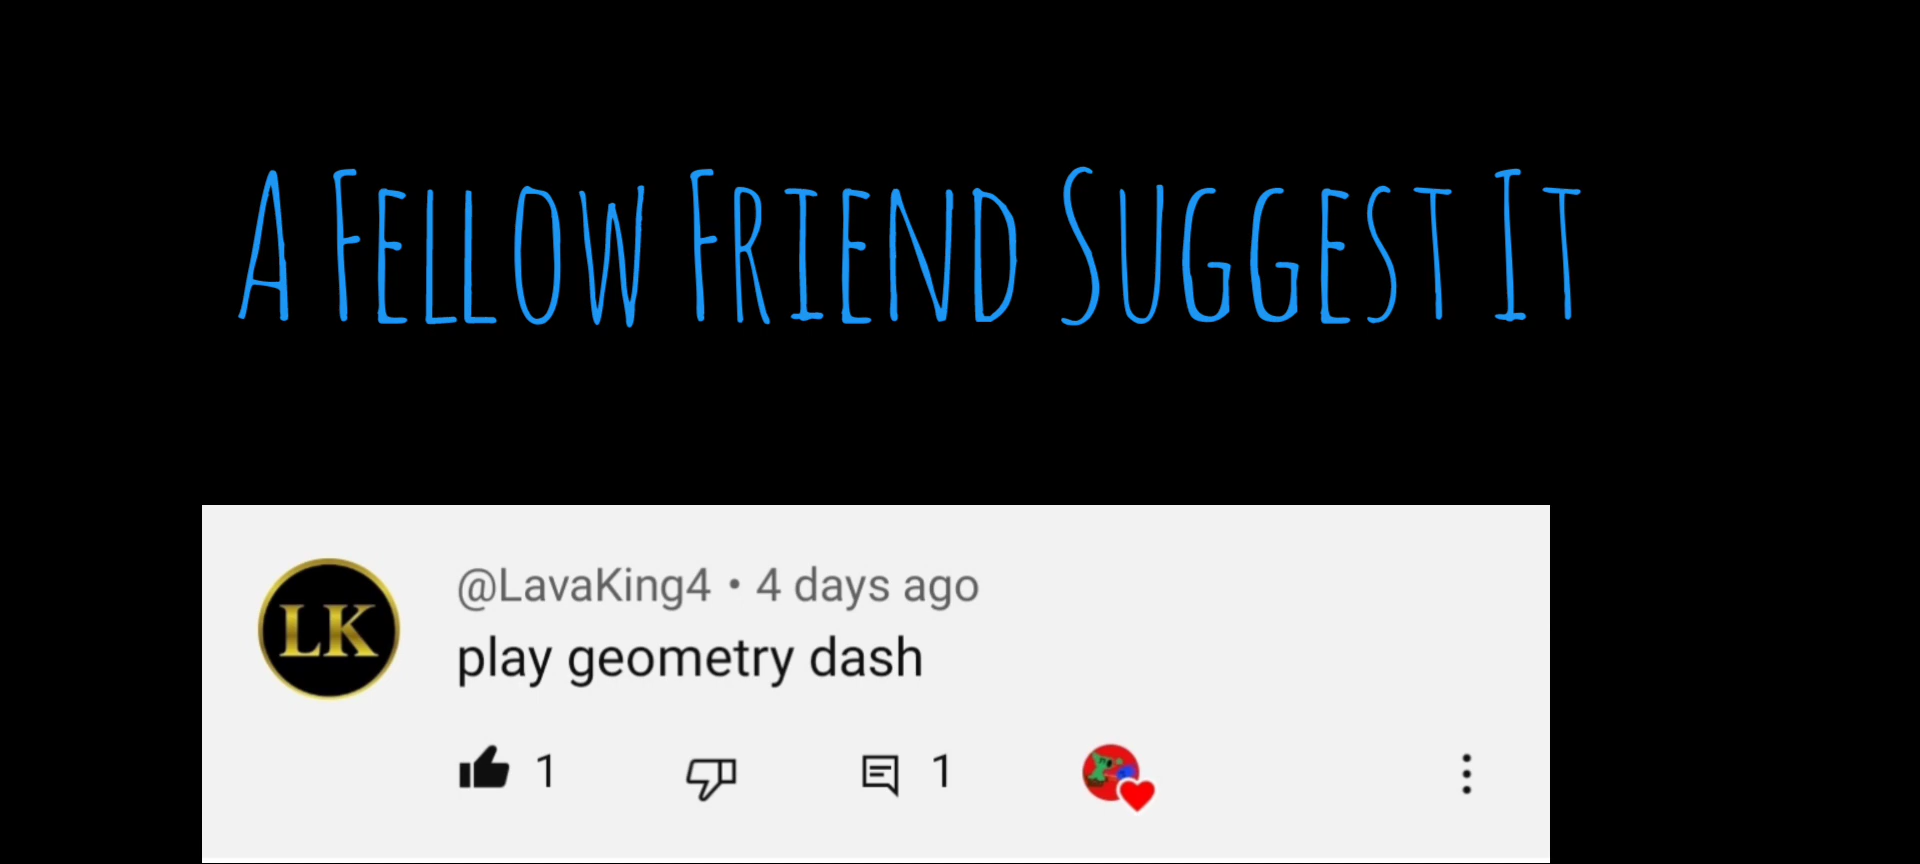 A Fellow Friend Suggest It
@LavaKing4 • 4 days ago
LK
play geometry dash
1 1